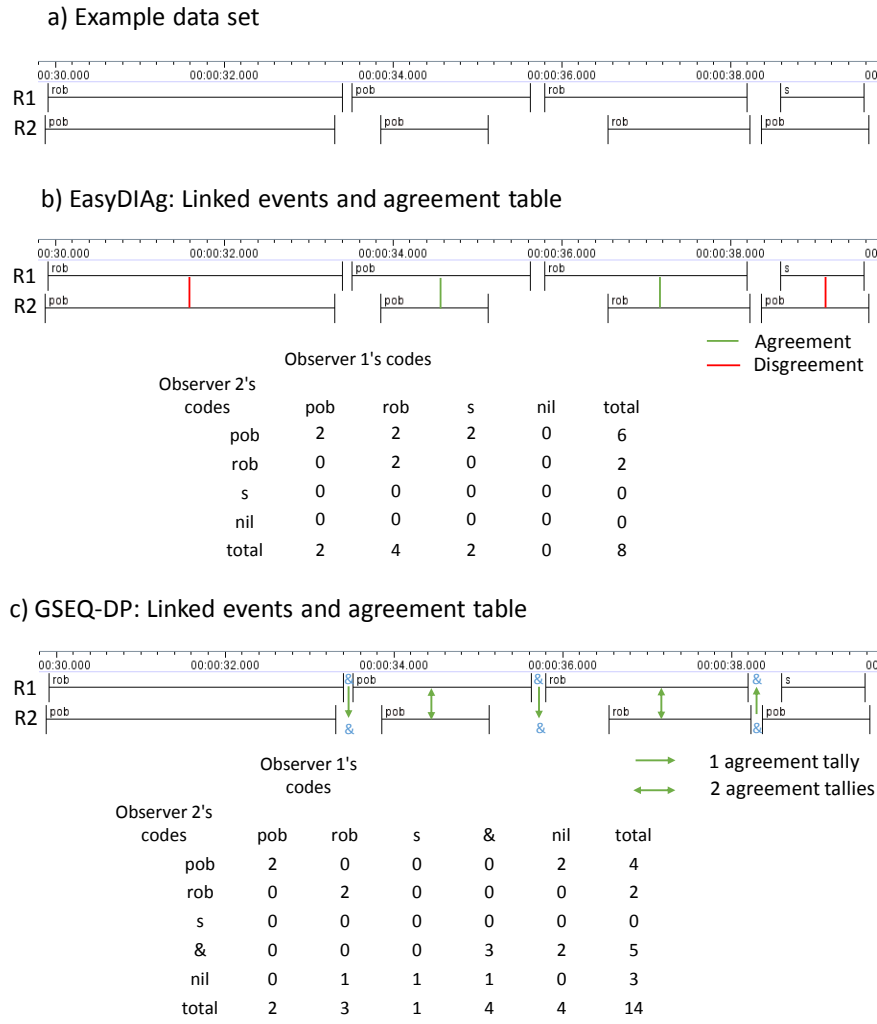 a) Example data set
00:30.000 00:00:32.000 00:00:34.000 00:00:36.000 00:00:38.000 00
R1 rob pob rob s
R2 pob pob rob pob
b) EasyDIAg: Linked events and agreement table
00:30.000 00:00:32.000 00:00:34.000 00:00:36.000 00:00:38.000 00
R1 rob pob rob s
R2 pob pob rob pob
Agreement
Disgreement
Observer 1's codes
Observer 2's
codes pob rob s nil total
pob 2 2 2 0 6
rob 0 2 0 0 2
s 0 0 0 0 0
nil 0 0 0 0 0
total 2 4 2 0 8
c) GSEQ-DP: Linked events and agreement table
00:30.000 00:00:32.000 00:00:34.000 00:00:36.000 00:00:38.000 00
R1 rob & pob & rob & s
R2 pob pob rob pob
& & &
1 agreement tally
2 agreement tallies
Observer 1's
codes
Observer 2's
codes pob rob s & nil total
pob 2 0 0 0 2 4
rob 0 2 0 0 0 2
s 0 0 0 0 0 0
& 0 0 0 3 2 5
nil 0 1 1 1 0 3
total 2 3 1 4 4 14